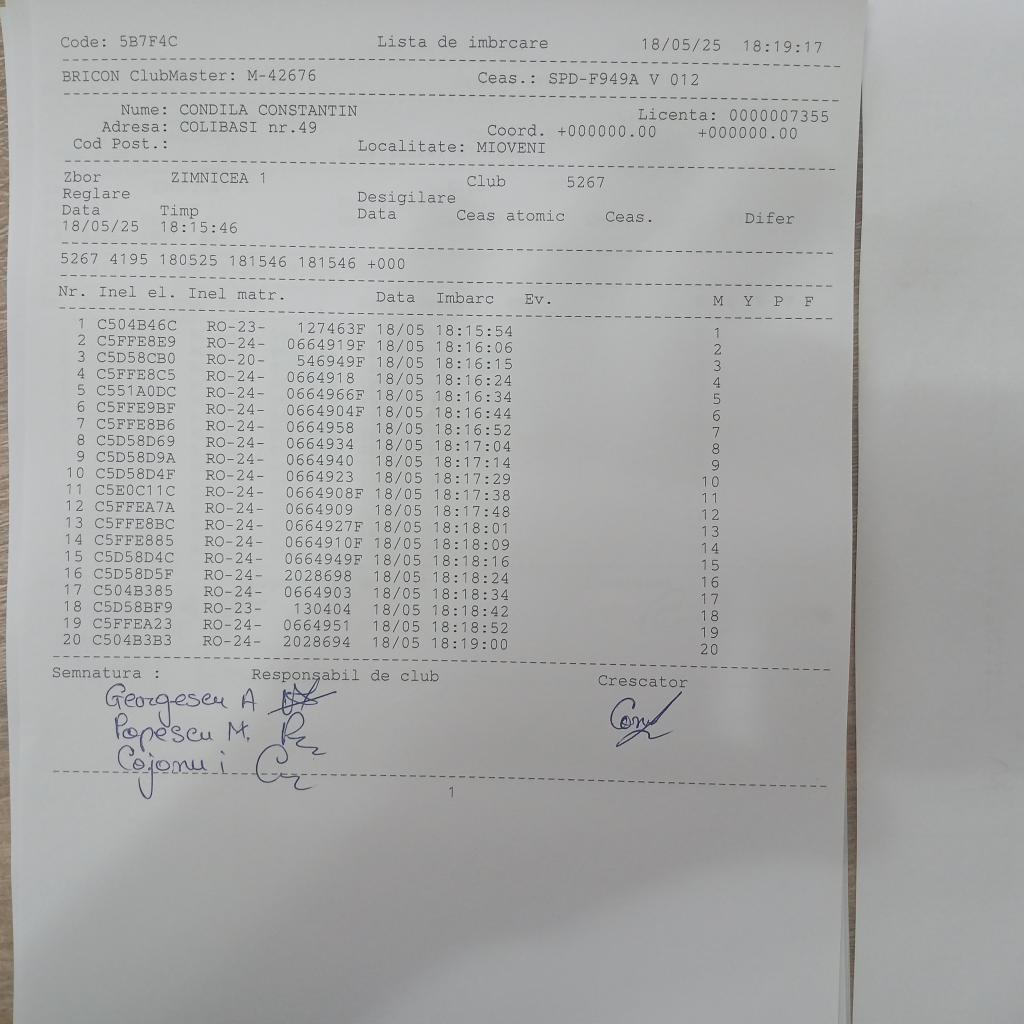 Code: 5B7F4C Lista de imbrcare 18/05/25 18:19:17
BRICON ClubMaster: M-42676 Ceas.: SPD-F949A V 012
Nume: CONDILA CONSTANTIN Licenta: 0000007355
Adresa: COLIBASI nr.49 Coord. +000000.00 +000000.00
Cod Post.: Localitate: MIOVENI
Zbor ZIMNICEA 1 Club 5267
Reglare Desigilare
Data Timp Data Ceas atomic Ceas. Difer
18/05/25 18:15:46
5267 4195 180525 181546 181546 +000
Nr. Inel el. Inel matr. Data Imbarc Ev. M Y P F
1 C504B46C RO-23- 127463F 18/05 18:15:54 1
2 C5FFE8E9 RO-24- 0664919F 18/05 18:16:06 2
3 C5D58CB0 RO-20- 546949F 18/05 18:16:15 3
4 C5FFE8C5 RO-24- 0664918 18/05 18:16:24 4
5 C551A0DC RO-24- 0664966F 18/05 18:16:34 5
6 C5FFE9BF RO-24- 0664904F 18/05 18:16:44 6
7 C5FFE8B6 RO-24- 0664958 18/05 18:16:52 7
8 C5D58D69 RO-24- 0664934 18/05 18:17:04 8
9 C5D58D9A RO-24- 0664940 18/05 18:17:14 9
10 C5D58D4F RO-24- 0664923 18/05 18:17:29 10
11 C5E0C11C RO-24- 0664908F 18/05 18:17:38 11
12 C5FFEA7A RO-24- 0664909 18/05 18:17:48 12
13 C5FFE8BC RO-24- 0664927F 18/05 18:18:01 13
14 C5FFE885 RO-24- 0664910F 18/05 18:18:09 14
15 C5D58D4C RO-24- 0664949F 18/05 18:18:16 15
16 C5D58D5F RO-24- 2028698 18/05 18:18:24 16
17 C504B385 RO-24- 0664903 18/05 18:18:34 17
18 C5D58BF9 RO-23- 130404 18/05 18:18:42 18
19 C5FFEA23 RO-24- 0664951 18/05 18:18:52 19
20 C504B3B3 RO-24- 2028694 18/05 18:19:00 20
Semnatura : Responsabil de club Crescator
Georgescu A
Popescu M.
Cojonu i
1